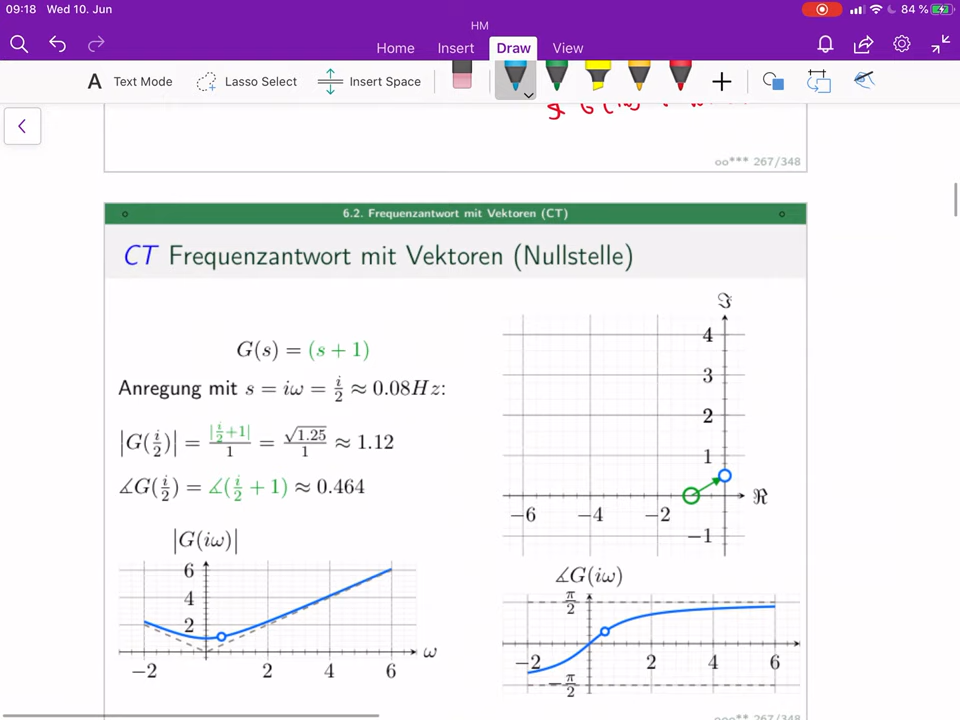 09:18 Wed 10. Jun
84 %
HM
Home Insert Draw View
A Text Mode Lasso Select Insert Space
oo*** 267/348
6.2. Frequenzantwort mit Vektoren (CT)
CT Frequenzantwort mit Vektoren (Nullstelle)
G(s) = (s + 1)
Anregung mit s = iω = i/2 ≈ 0.08Hz:
|G(i/2)| = |i/2+1|/1 = √1.25/1 ≈ 1.12
∡G(i/2) = ∡(i/2 + 1) ≈ 0.464
ℑ
4
3
2
1
ℜ
−6 −4 −2
−1
|G(iω)|
6
4
2
ω
−2 2 4 6
∡G(iω)
π/2
−2 2 4 6
−π/2